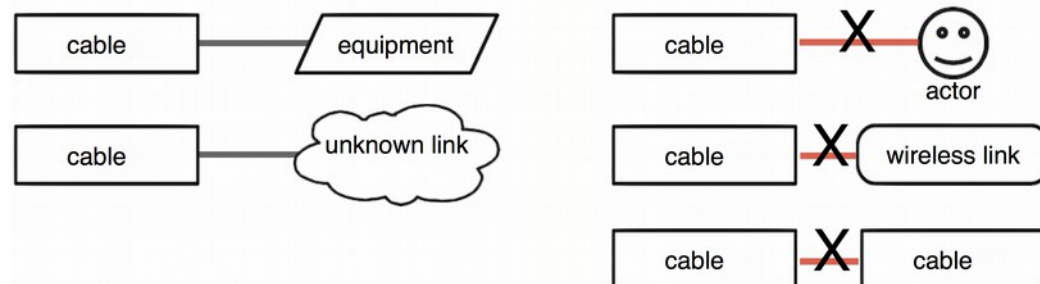 cable
equipment
cable
unknown link
cable
X
actor
cable
X
wireless link
cable
X
cable